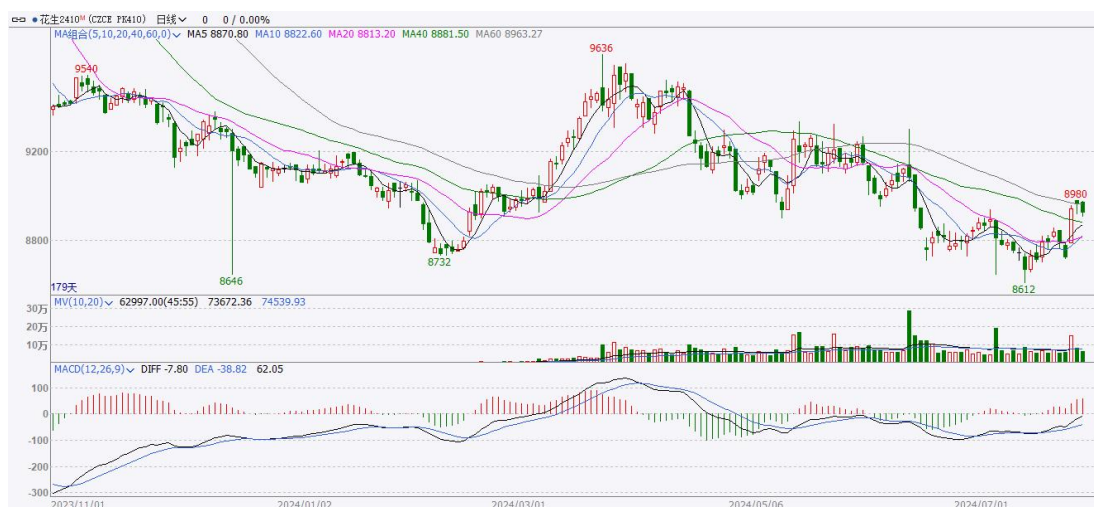 花生2410M (CZCE PK410) 日线 0 0 / 0.00%
MA组合(5,10,20,40,60,0) MA5 8870.80 MA10 8822.60 MA20 8813.20 MA40 8881.50 MA60 8963.27
9636
9540
9200
8980
8800
8732
8646
8612
179天
MV(10,20) 62997.00(45:55) 73672.36 74539.93
30万
20万
10万
MACD(12,26,9) DIFF -7.80 DEA -38.82 62.05
100
0
-100
-200
-300
2023/11/01 2024/01/02 2024/03/01 2024/05/06 2024/07/01